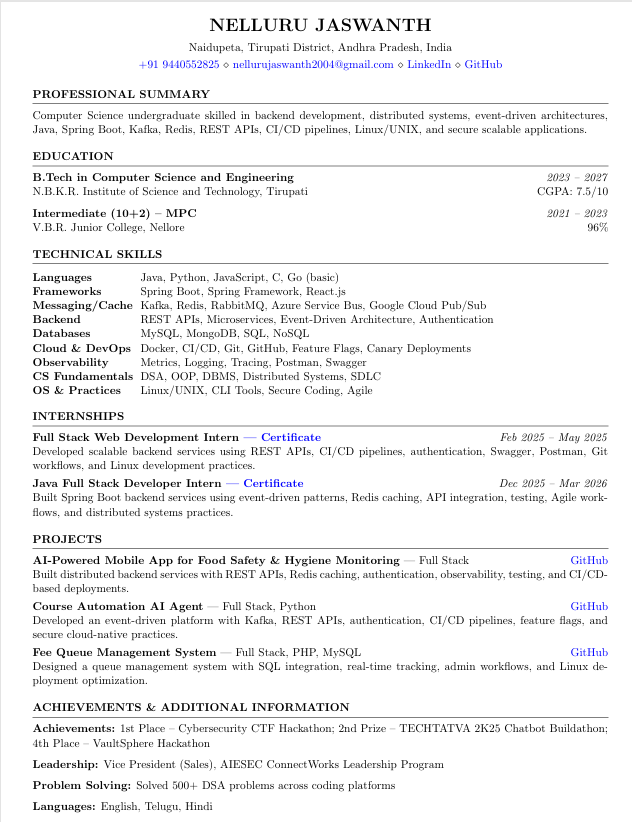 NELLURU JASWANTH
Naidupeta, Tirupati District, Andhra Pradesh, India
+91 9440552825 ⋄ nellurujaswanth2004@gmail.com ⋄ LinkedIn ⋄ GitHub
PROFESSIONAL SUMMARY
Computer Science undergraduate skilled in backend development, distributed systems, event-driven architectures,
Java, Spring Boot, Kafka, Redis, REST APIs, CI/CD pipelines, Linux/UNIX, and secure scalable applications.
EDUCATION
B.Tech in Computer Science and Engineering 2023 – 2027
N.B.K.R. Institute of Science and Technology, Tirupati CGPA: 7.5/10
Intermediate (10+2) – MPC 2021 – 2023
V.B.R. Junior College, Nellore 96%
TECHNICAL SKILLS
Languages Java, Python, JavaScript, C, Go (basic)
Frameworks Spring Boot, Spring Framework, React.js
Messaging/Cache Kafka, Redis, RabbitMQ, Azure Service Bus, Google Cloud Pub/Sub
Backend REST APIs, Microservices, Event-Driven Architecture, Authentication
Databases MySQL, MongoDB, SQL, NoSQL
Cloud & DevOps Docker, CI/CD, Git, GitHub, Feature Flags, Canary Deployments
Observability Metrics, Logging, Tracing, Postman, Swagger
CS Fundamentals DSA, OOP, DBMS, Distributed Systems, SDLC
OS & Practices Linux/UNIX, CLI Tools, Secure Coding, Agile
INTERNSHIPS
Full Stack Web Development Intern — Certificate Feb 2025 – May 2025
Developed scalable backend services using REST APIs, CI/CD pipelines, authentication, Swagger, Postman, Git
workflows, and Linux development practices.
Java Full Stack Developer Intern — Certificate Dec 2025 – Mar 2026
Built Spring Boot backend services using event-driven patterns, Redis caching, API integration, testing, Agile work-
flows, and distributed systems practices.
PROJECTS
AI-Powered Mobile App for Food Safety & Hygiene Monitoring — Full Stack GitHub
Built distributed backend services with REST APIs, Redis caching, authentication, observability, testing, and CI/CD-
based deployments.
Course Automation AI Agent — Full Stack, Python GitHub
Developed an event-driven platform with Kafka, REST APIs, authentication, CI/CD pipelines, feature flags, and
secure cloud-native practices.
Fee Queue Management System — Full Stack, PHP, MySQL GitHub
Designed a queue management system with SQL integration, real-time tracking, admin workflows, and Linux de-
ployment optimization.
ACHIEVEMENTS & ADDITIONAL INFORMATION
Achievements: 1st Place – Cybersecurity CTF Hackathon; 2nd Prize – TECHTATVA 2K25 Chatbot Buildathon;
4th Place – VaultSphere Hackathon
Leadership: Vice President (Sales), AIESEC ConnectWorks Leadership Program
Problem Solving: Solved 500+ DSA problems across coding platforms
Languages: English, Telugu, Hindi